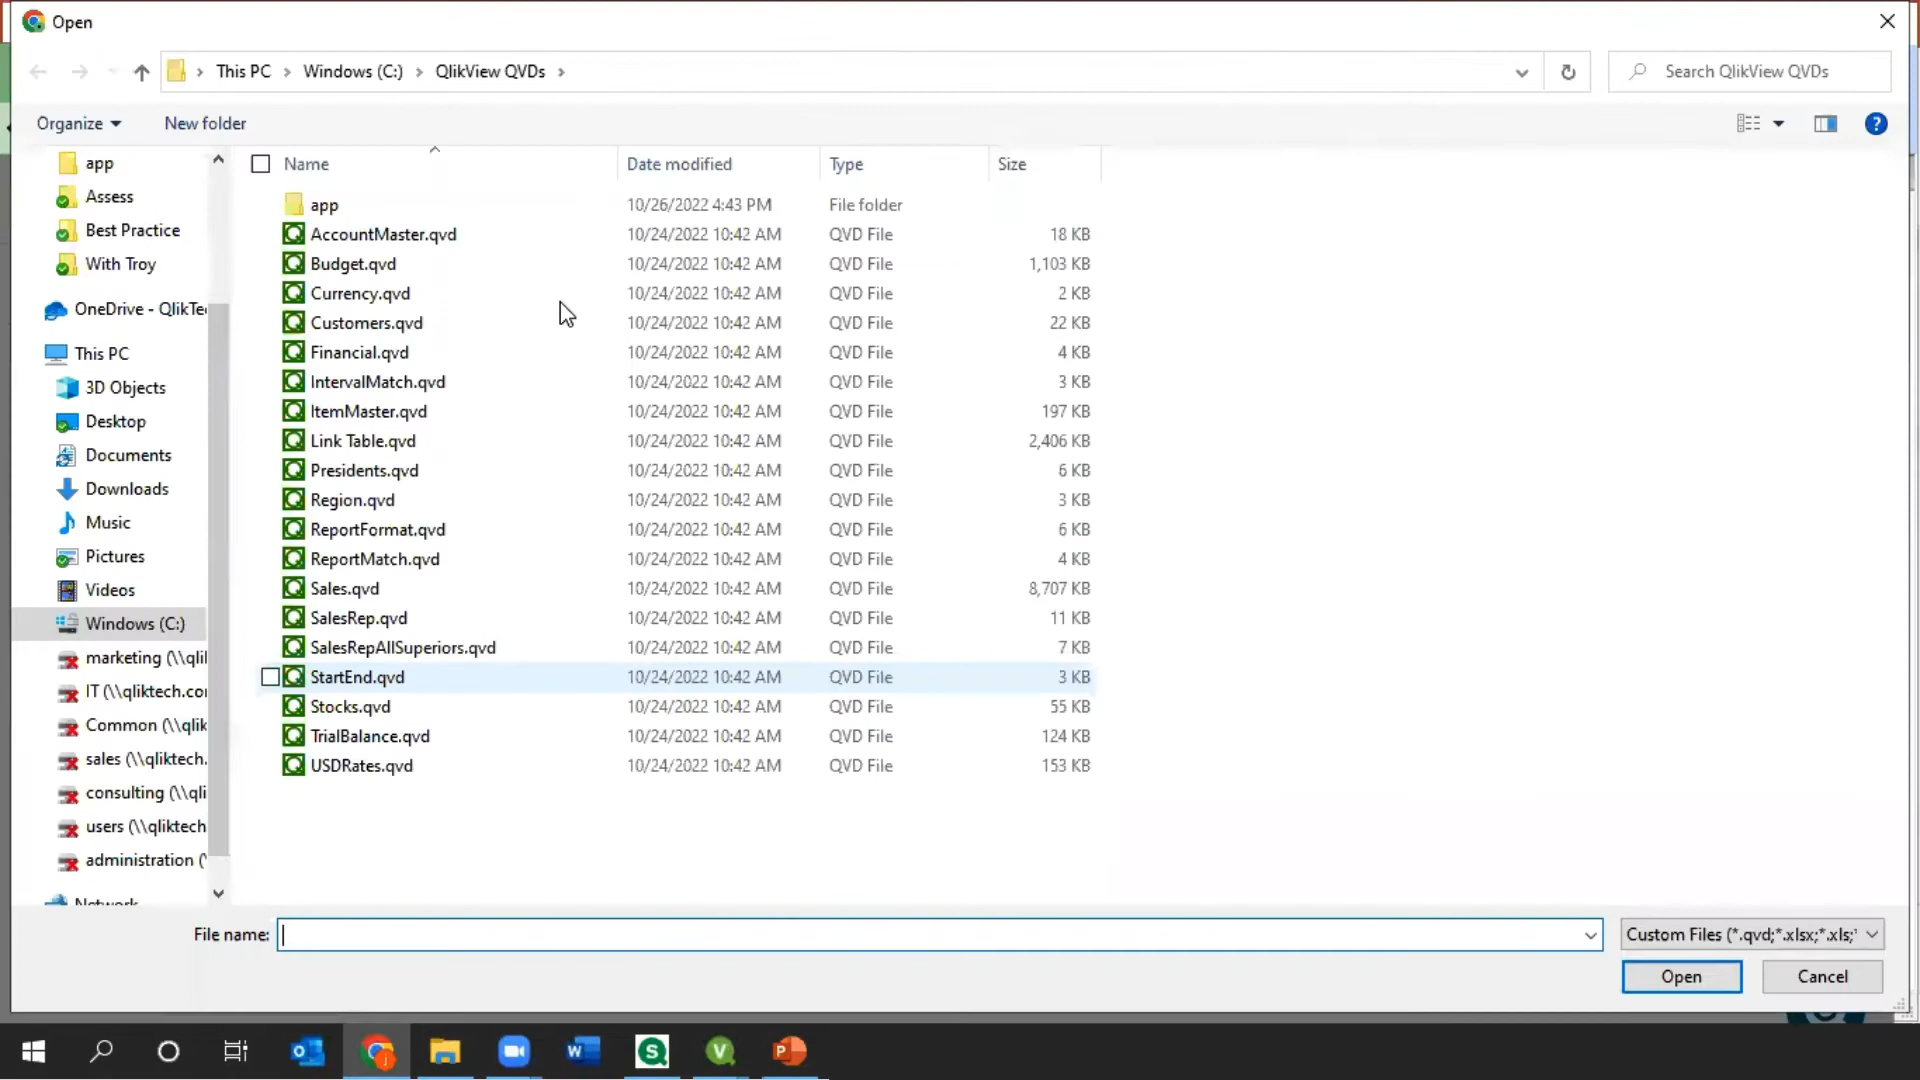 Open
This PC
Windows (C:)
QlikView QVDs
Search QlikView QVDs
Organize
New folder
app
Assess
Best Practice
With Troy
OneDrive - QlikTe
This PC
3D Objects
Desktop
Documents
Downloads
Music
Pictures
Videos
Windows (C:)
marketing (\\qli
IT (\\qliktech.co
Common (\\qlik
sales (\\qliktech.
consulting (\\qli
users (\\qliktech
administration (
Network
Name Date modified Type Size
app 10/26/2022 4:43 PM File folder
AccountMaster.qvd 10/24/2022 10:42 AM QVD File 18 KB
Budget.qvd 10/24/2022 10:42 AM QVD File 1,103 KB
Currency.qvd 10/24/2022 10:42 AM QVD File 2 KB
Customers.qvd 10/24/2022 10:42 AM QVD File 22 KB
Financial.qvd 10/24/2022 10:42 AM QVD File 4 KB
IntervalMatch.qvd 10/24/2022 10:42 AM QVD File 3 KB
ItemMaster.qvd 10/24/2022 10:42 AM QVD File 197 KB
Link Table.qvd 10/24/2022 10:42 AM QVD File 2,406 KB
Presidents.qvd 10/24/2022 10:42 AM QVD File 6 KB
Region.qvd 10/24/2022 10:42 AM QVD File 3 KB
ReportFormat.qvd 10/24/2022 10:42 AM QVD File 6 KB
ReportMatch.qvd 10/24/2022 10:42 AM QVD File 4 KB
Sales.qvd 10/24/2022 10:42 AM QVD File 8,707 KB
SalesRep.qvd 10/24/2022 10:42 AM QVD File 11 KB
SalesRepAllSuperiors.qvd 10/24/2022 10:42 AM QVD File 7 KB
StartEnd.qvd 10/24/2022 10:42 AM QVD File 3 KB
Stocks.qvd 10/24/2022 10:42 AM QVD File 55 KB
TrialBalance.qvd 10/24/2022 10:42 AM QVD File 124 KB
USDRates.qvd 10/24/2022 10:42 AM QVD File 153 KB
File name:
Custom Files (*.qvd;*.xlsx;*.xls;*
Open
Cancel